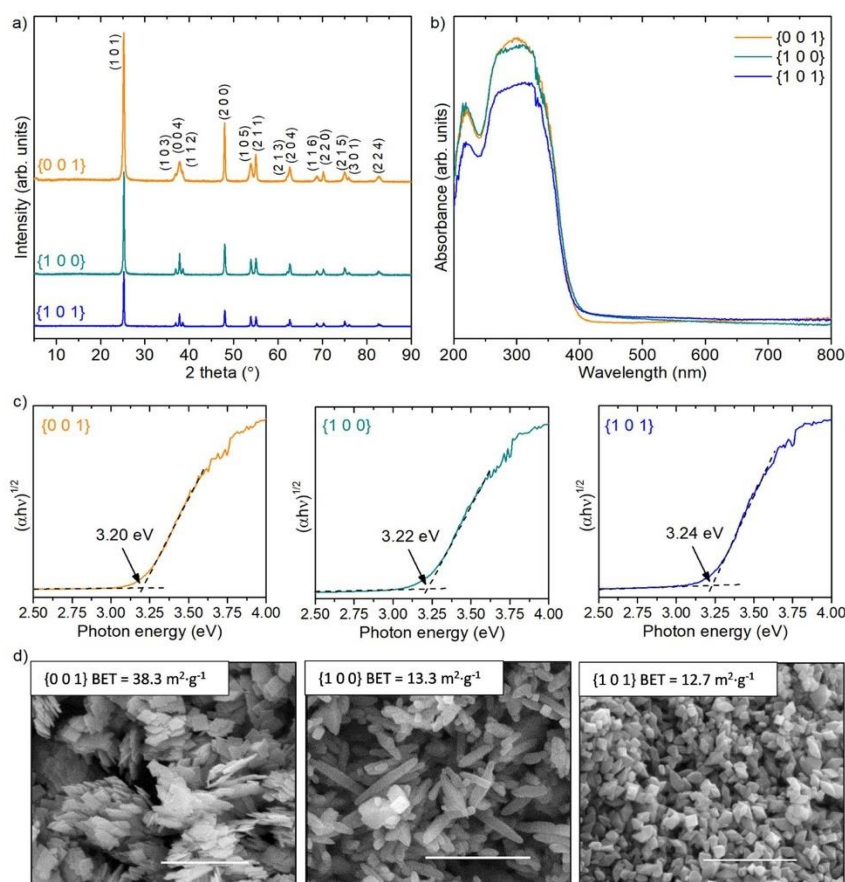 a)
Intensity (arb. units)
(1 0 1)
(1 0 3)
(0 0 4)
(1 1 2)
(2 0 0)
(1 0 5)
(2 1 1)
(2 1 3)
(2 0 4)
(1 1 6)
(2 2 0)
(2 1 5)
(3 0 1)
(2 2 4)
{0 0 1}
{1 0 0}
{1 0 1}
10 20 30 40 50 60 70 80 90
2 theta (°)
b)
Absorbance (arb. units)
{0 0 1}
{1 0 0}
{1 0 1}
200 300 400 500 600 700 800
Wavelength (nm)
c)
{0 0 1}
(αhν)1/2
3.20 eV
2.50 2.75 3.00 3.25 3.50 3.75 4.00
Photon energy (eV)
{1 0 0}
(αhν)1/2
3.22 eV
2.50 2.75 3.00 3.25 3.50 3.75 4.00
Photon energy (eV)
{1 0 1}
(αhν)1/2
3.24 eV
2.50 2.75 3.00 3.25 3.50 3.75 4.00
Photon energy (eV)
d)
{0 0 1} BET = 38.3 m²·g⁻¹
{1 0 0} BET = 13.3 m²·g⁻¹
{1 0 1} BET = 12.7 m²·g⁻¹